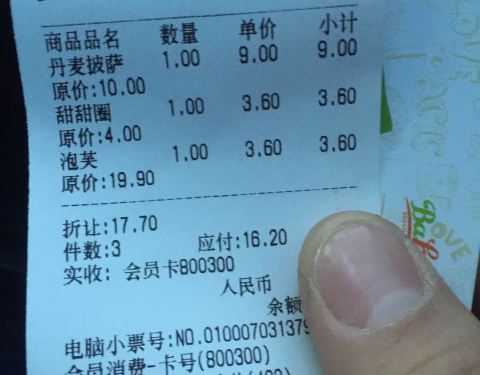 商品品名 数量 单价 小计
丹麦披萨 1.00 9.00 9.00
原价:10.00
甜甜圈 1.00 3.60 3.60
原价:4.00
泡芙 1.00 3.60 3.60
原价:19.90
折让:17.70
件数:3 应付:16.20
实收: 会员卡800300
人民币
余额
电脑小票号:NO.01000703137
会员消费-卡号(800300)
LOVE